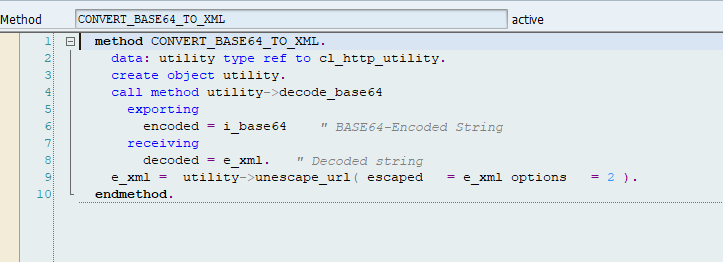 Method CONVERT_BASE64_TO_XML active
1 method CONVERT_BASE64_TO_XML.
2 data: utility type ref to cl_http_utility.
3 create object utility.
4 call method utility->decode_base64
5 exporting
6 encoded = i_base64 " BASE64-Encoded String
7 receiving
8 decoded = e_xml. " Decoded string
9 e_xml = utility->unescape_url( escaped = e_xml options = 2 ).
10 endmethod.